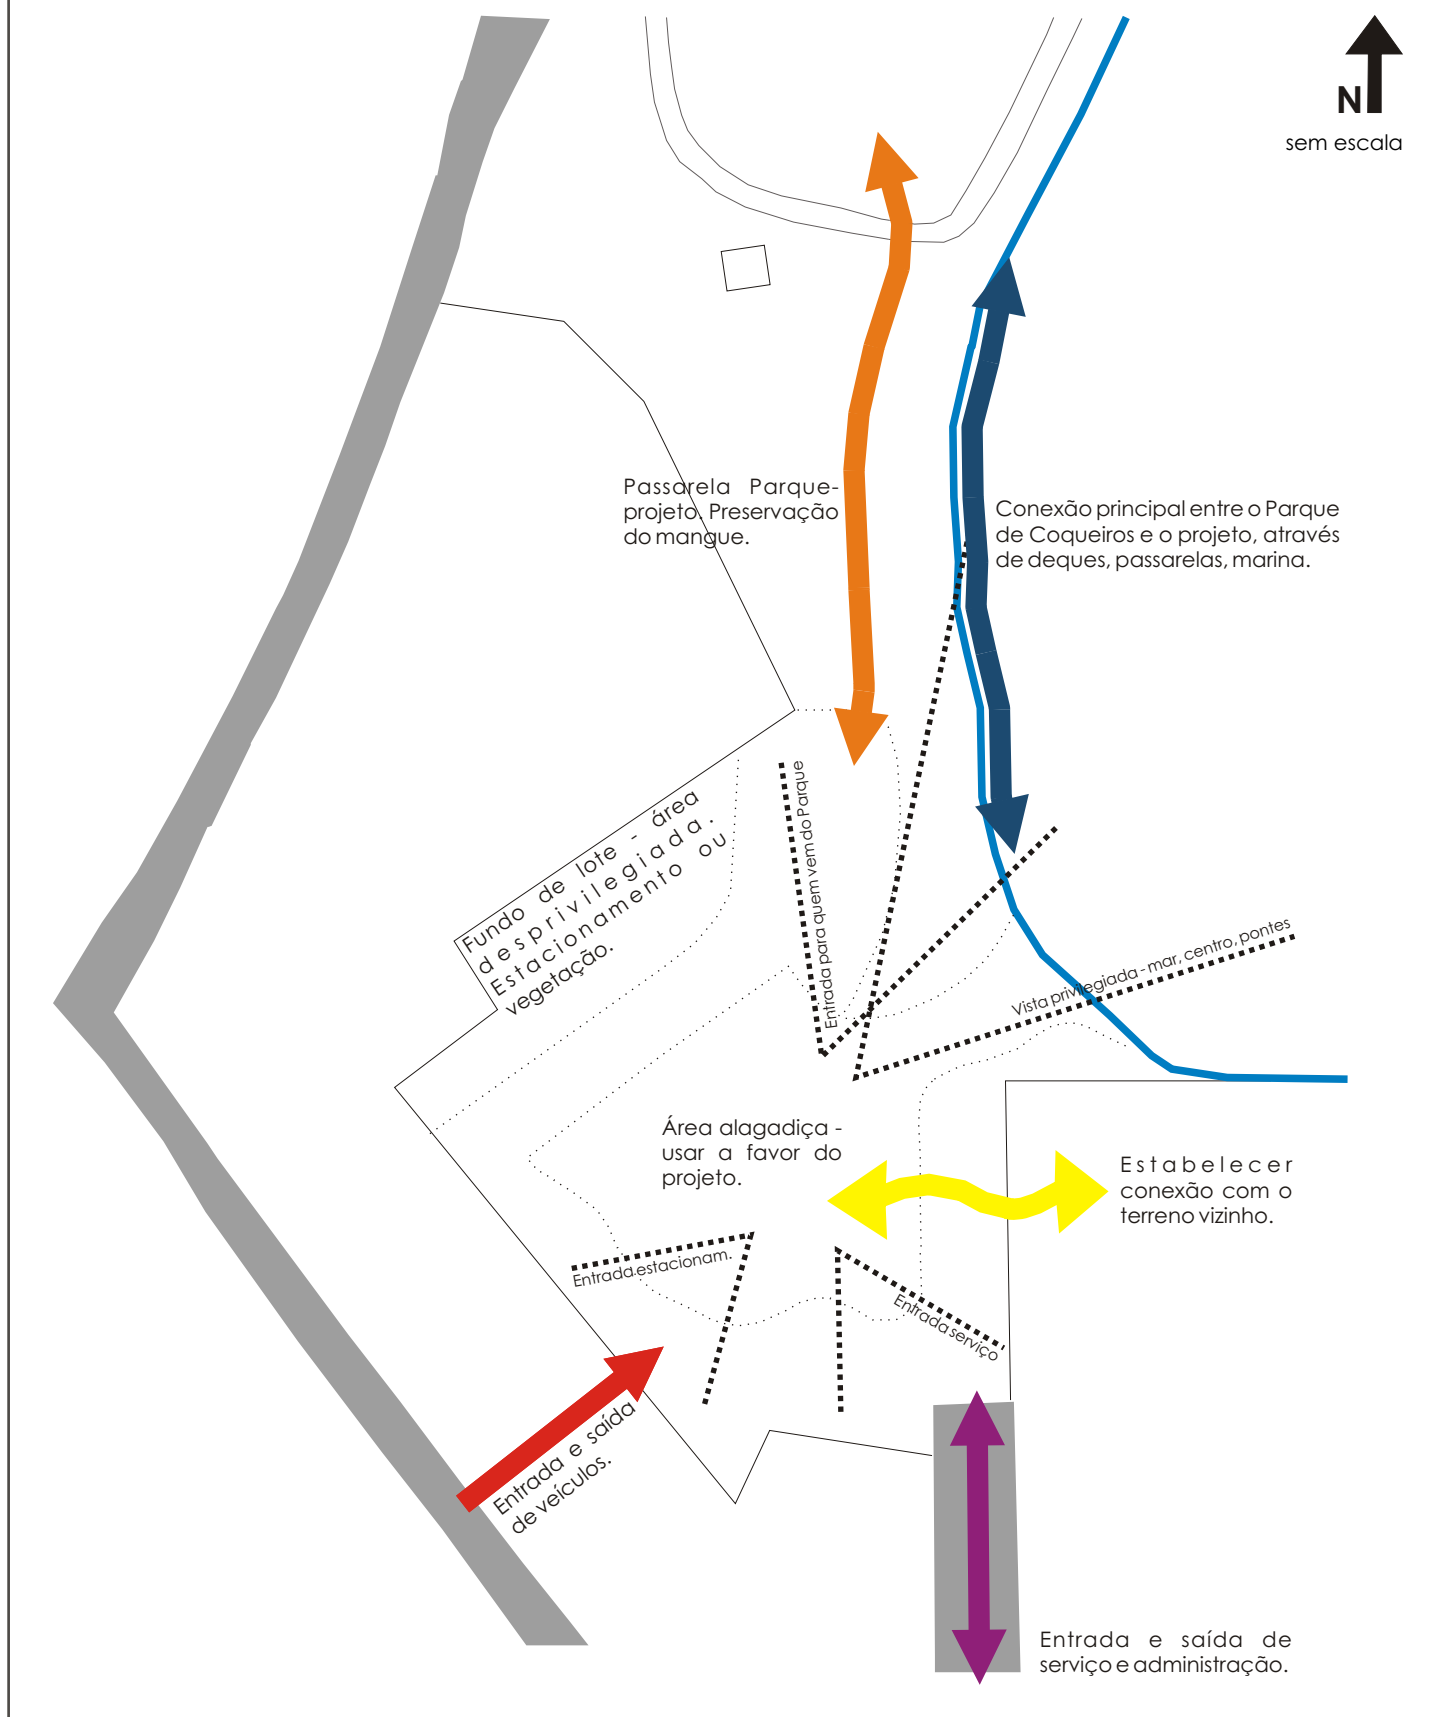 N
sem escala
Passarela Parque-
projeto. Preservação
do mangue.
Conexão principal entre o Parque
de Coqueiros e o projeto, através
de deques, passarelas, marina.
Fundo de lote - área
desprivilegiada.
Estacionamento ou
vegetação.
Entrada para quem vem do Parque
Vista privilegiada - mar, centro, pontes
Área alagadiça -
usar a favor do
projeto.
Estabelecer
conexão com o
terreno vizinho.
Entrada estacionam.
Entrada serviço
Entrada e saída
de veículos.
Entrada e saída de
serviço e administração.